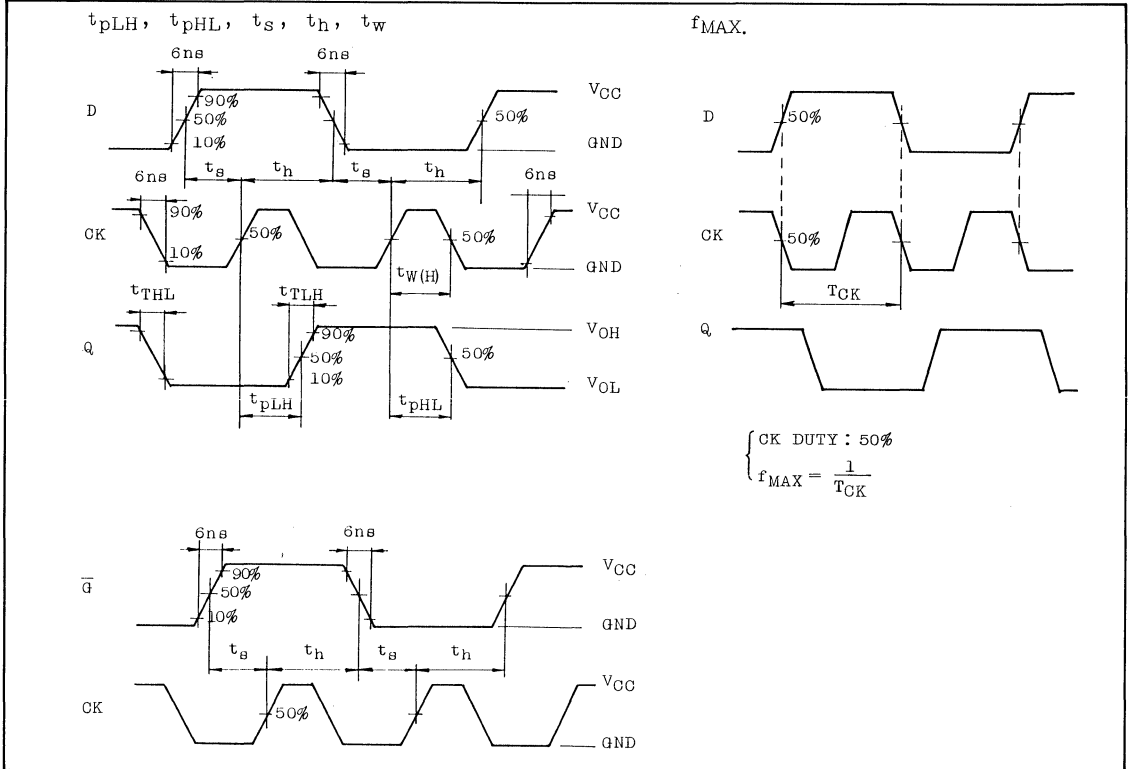 tpLH, tpHL, ts, th, tw
6ns 6ns
D 90% VCC
50% 50%
10% GND
ts th ts th
6ns 6ns
90% VCC
CK 50% 50%
10% GND
tW(H)
tTHL tTLH
90% VOH
Q 50% 50%
10% VOL
tpLH tpHL
fMAX.
D 50%
CK 50%
TCK
Q
CK DUTY : 50%
fMAX = 1/TCK
6ns 6ns
G̅ 90% VCC
50%
10% GND
ts th ts th
VCC
CK 50%
GND